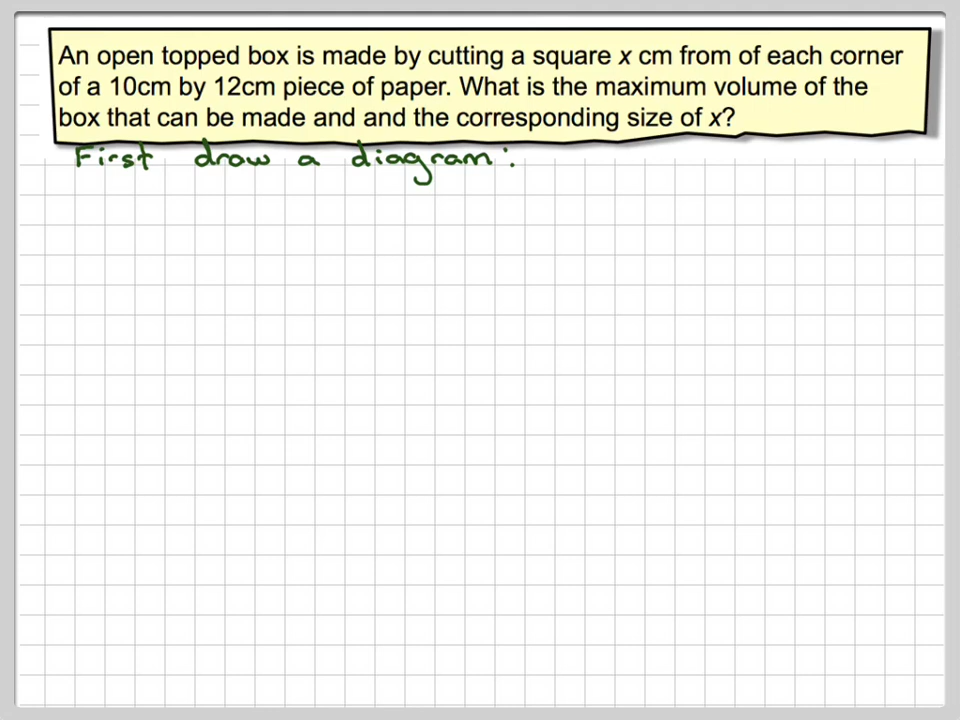 An open topped box is made by cutting a square x cm from of each corner
of a 10cm by 12cm piece of paper. What is the maximum volume of the
box that can be made and and the corresponding size of x?
First draw a diagram: